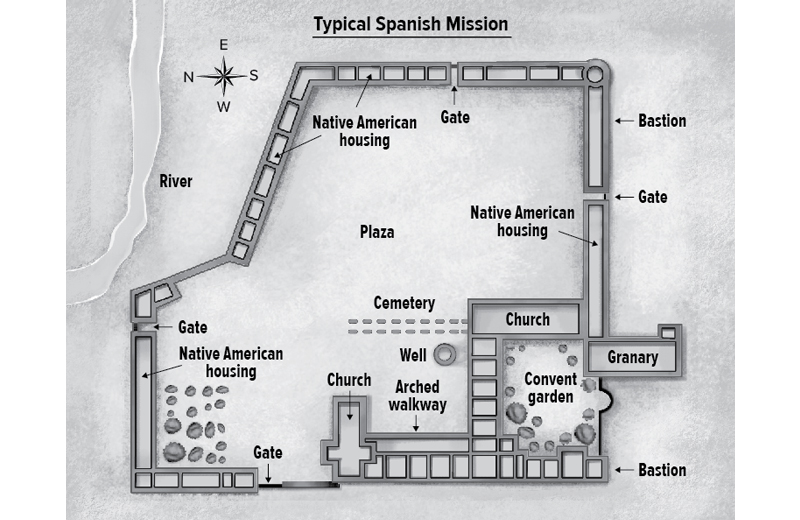 Typical Spanish Mission
E
N
S
W
Native American
housing
Gate
Bastion
River
Gate
Native American
housing
Plaza
Cemetery
Church
Gate
Well
Native American
housing
Granary
Church
Arched
walkway
Convent
garden
Gate
Bastion